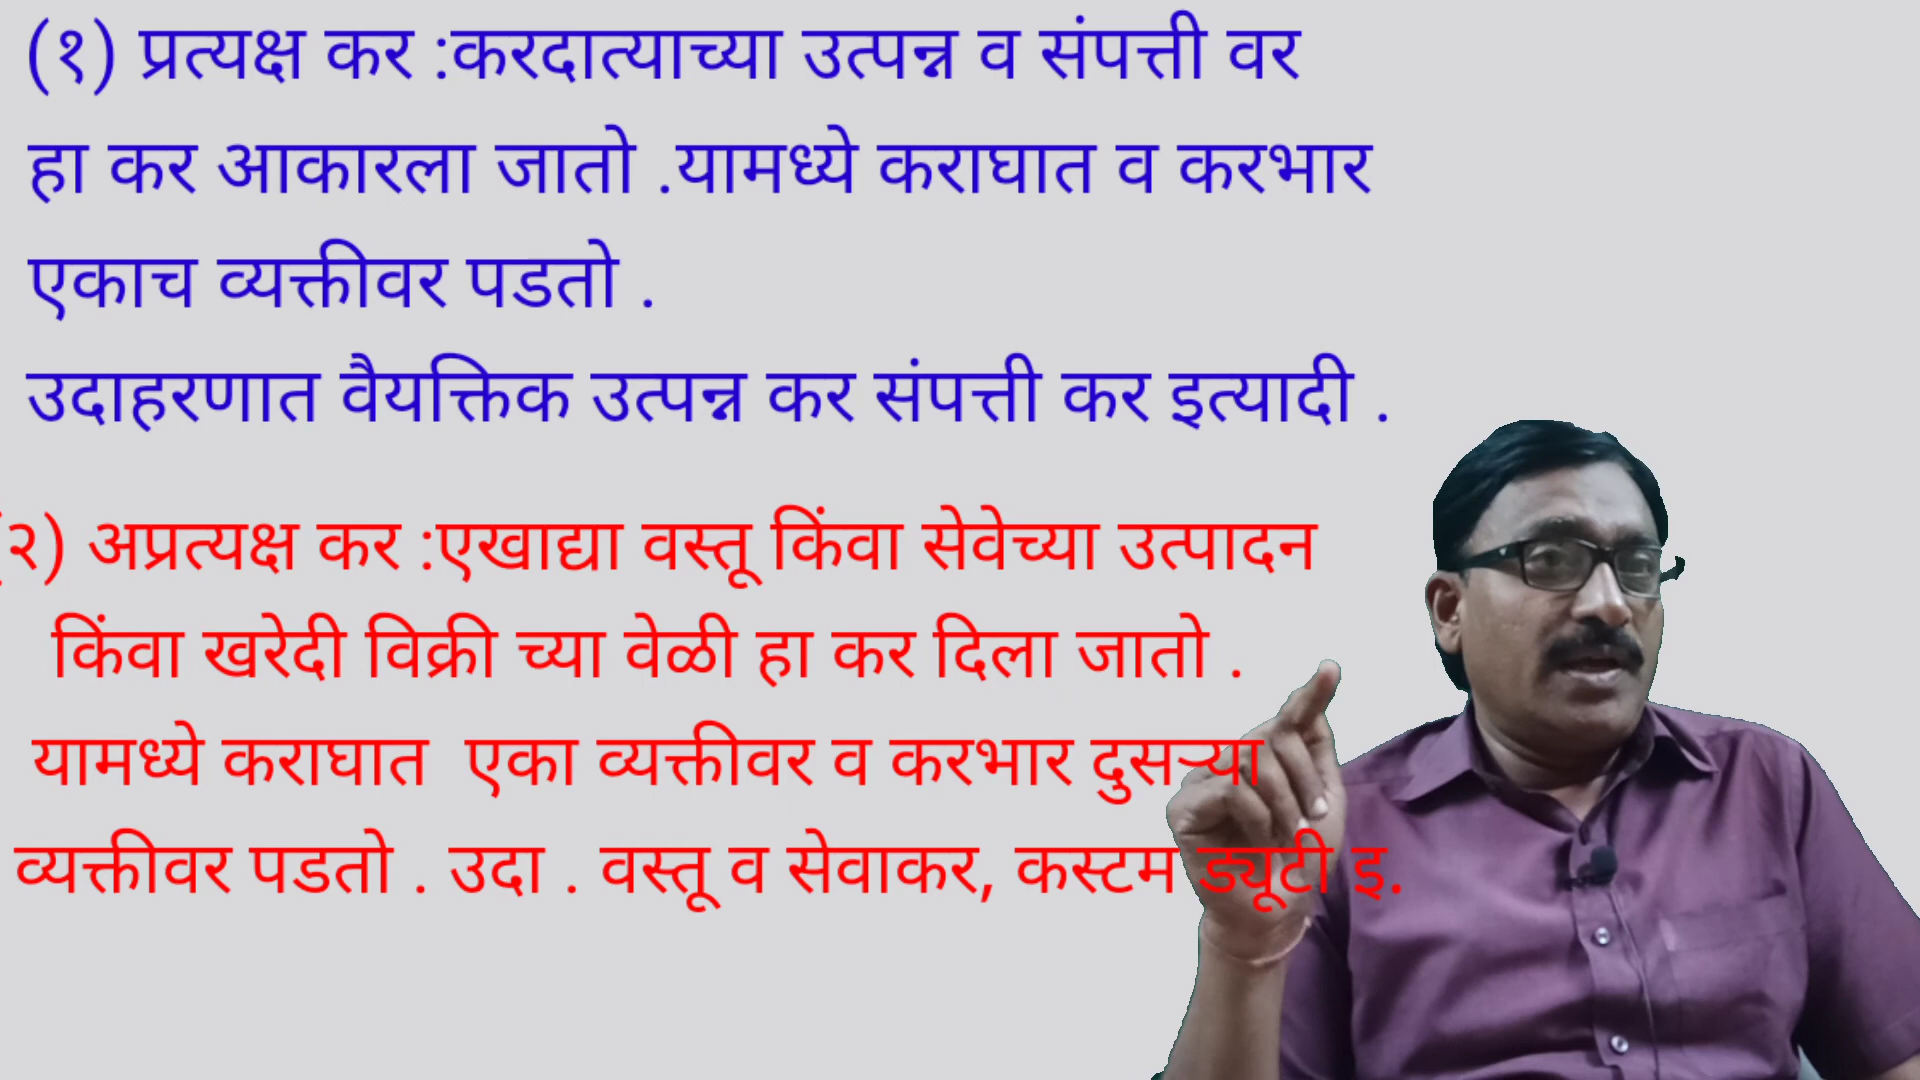 (१) प्रत्यक्ष कर :करदात्याच्या उत्पन्न व संपत्ती वर
हा कर आकारला जातो .यामध्ये कराघात व करभार
एकाच व्यक्तीवर पडतो .
उदाहरणात वैयक्तिक उत्पन्न कर संपत्ती कर इत्यादी .
(२) अप्रत्यक्ष कर :एखाद्या वस्तू किंवा सेवेच्या उत्पादन
किंवा खरेदी विक्री च्या वेळी हा कर दिला जातो .
यामध्ये कराघात एका व्यक्तीवर व करभार दुसऱ्या
व्यक्तीवर पडतो . उदा . वस्तू व सेवाकर, कस्टम ड्यूटी इ.